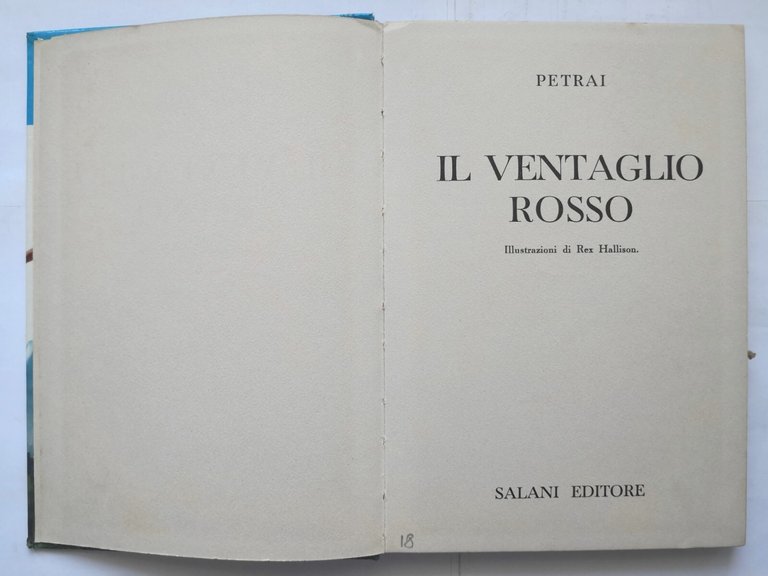 PETRAI
IL VENTAGLIO
ROSSO
Illustrazioni di Rex Hallison.
SALANI EDITORE
18